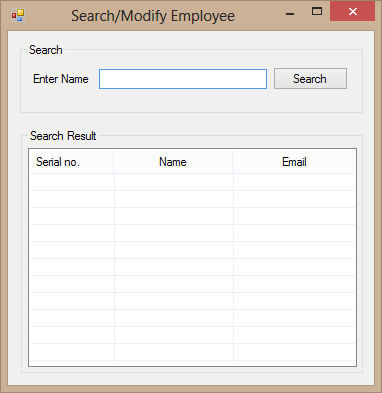 Search/Modify Employee
Search
Enter Name Search
Search Result
Serial no. Name Email